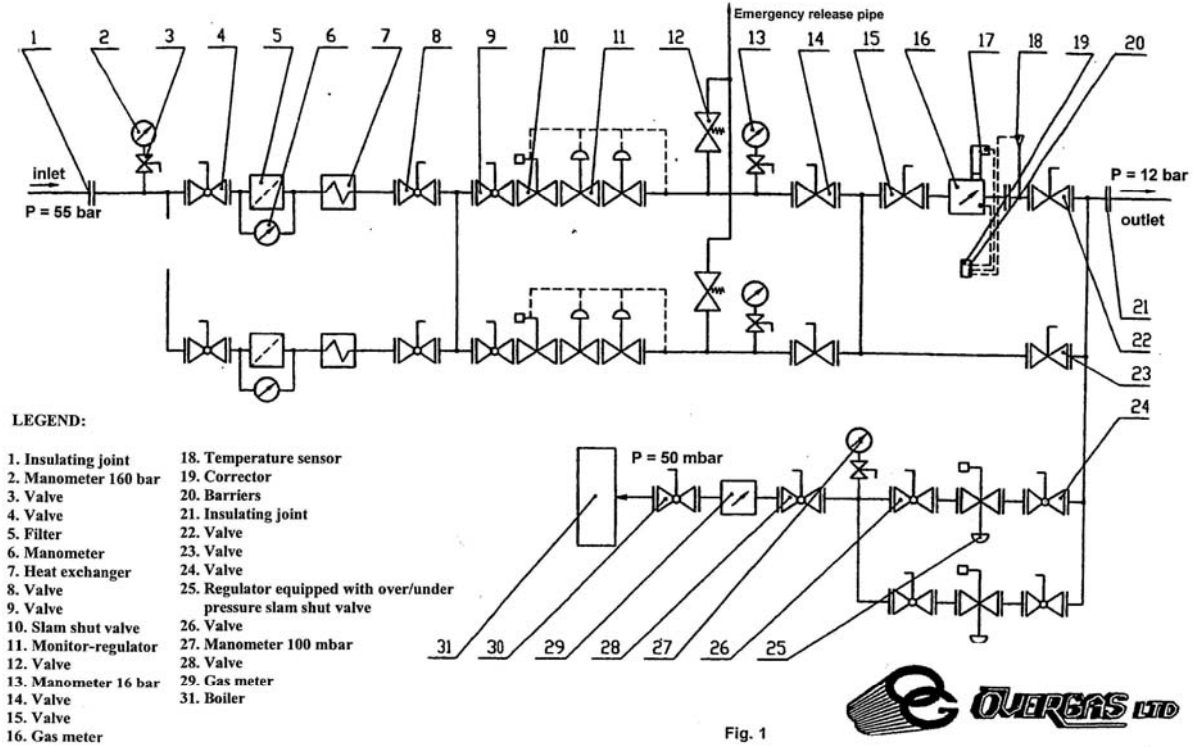 Emergency release pipe
1 2 3 4 5 6 7 8 9 10 11 12 13 14 15 16 17 18 19 20
inlet
P = 55 bar
P = 12 bar
outlet
21
22
23
24
LEGEND:
1. Insulating joint
2. Manometer 160 bar
3. Valve
4. Valve
5. Filter
6. Manometer
7. Heat exchanger
8. Valve
9. Valve
10. Slam shut valve
11. Monitor-regulator
12. Valve
13. Manometer 16 bar
14. Valve
15. Valve
16. Gas meter
18. Temperature sensor
19. Corrector
20. Barriers
21. Insulating joint
22. Valve
23. Valve
24. Valve
25. Regulator equipped with over/under
pressure slam shut valve
26. Valve
27. Manometer 100 mbar
28. Valve
29. Gas meter
31. Boiler
P = 50 mbar
31 30 29 28 27 26 25
OG OVERGAS LTD
Fig. 1